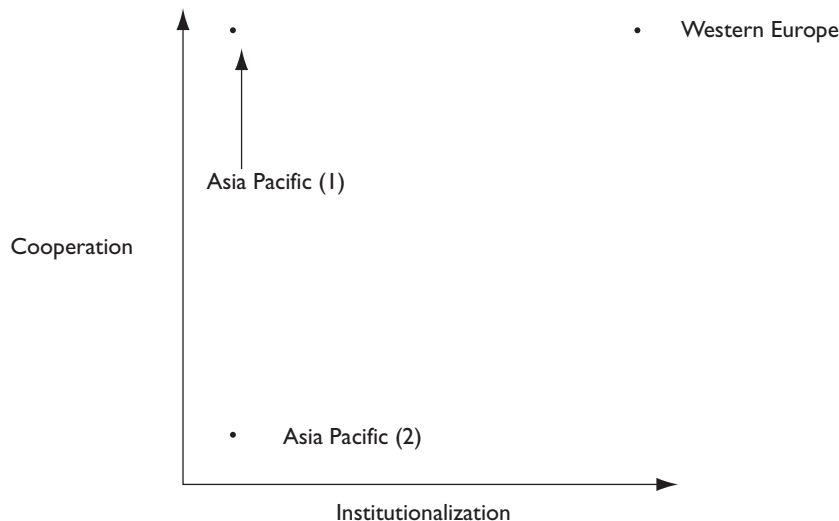 Western Europe
Asia Pacific (1)
Cooperation
Asia Pacific (2)
Institutionalization